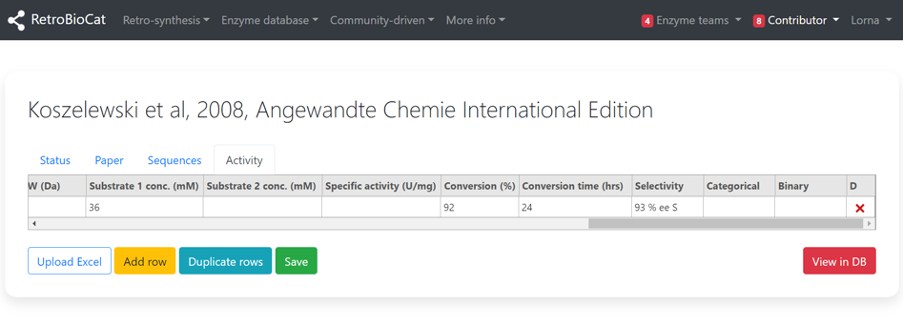 RetroBioCat Retro-synthesis Enzyme database Community-driven More info 4 Enzyme teams 8 Contributor Lorna
Koszelewski et al, 2008, Angewandte Chemie International Edition
Status Paper Sequences Activity
W (Da) Substrate 1 conc. (mM) Substrate 2 conc. (mM) Specific activity (U/mg) Conversion (%) Conversion time (hrs) Selectivity Categorical Binary D
36 92 24 93 % ee S
Upload Excel Add row Duplicate rows Save View in DB